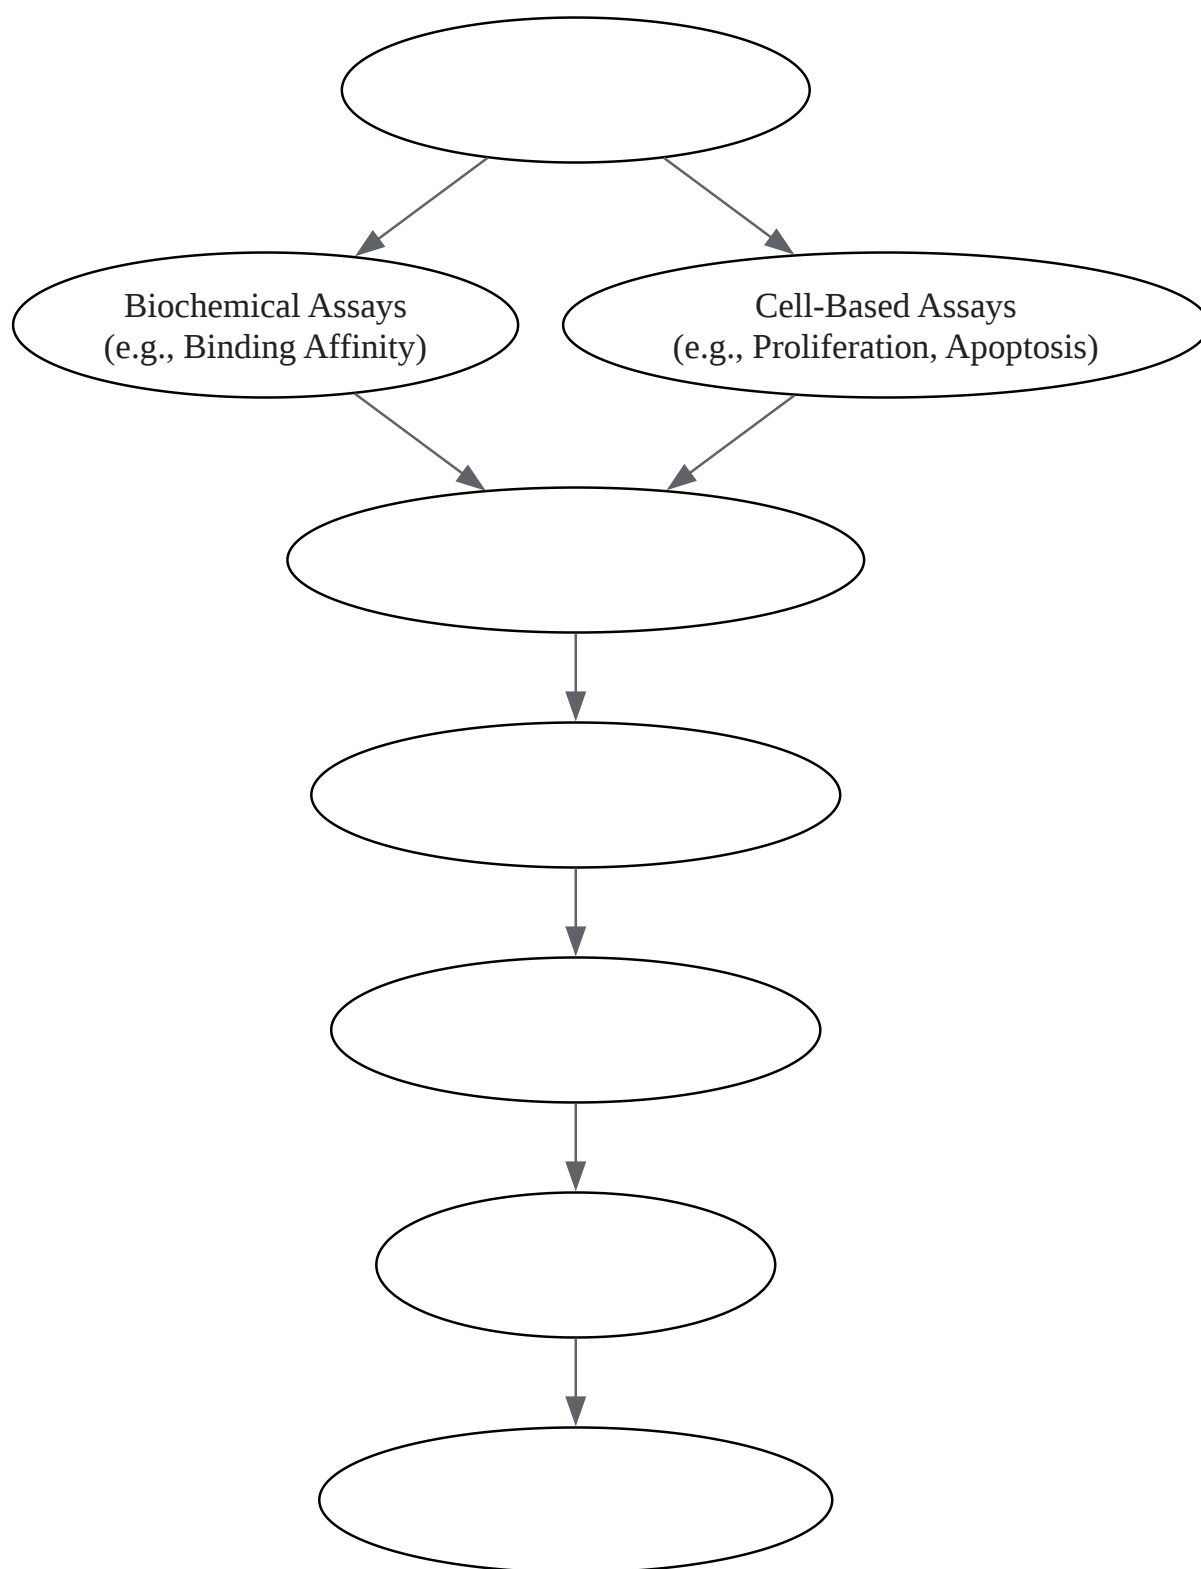 Biochemical Assays
(e.g., Binding Affinity)
Cell-Based Assays
(e.g., Proliferation, Apoptosis)